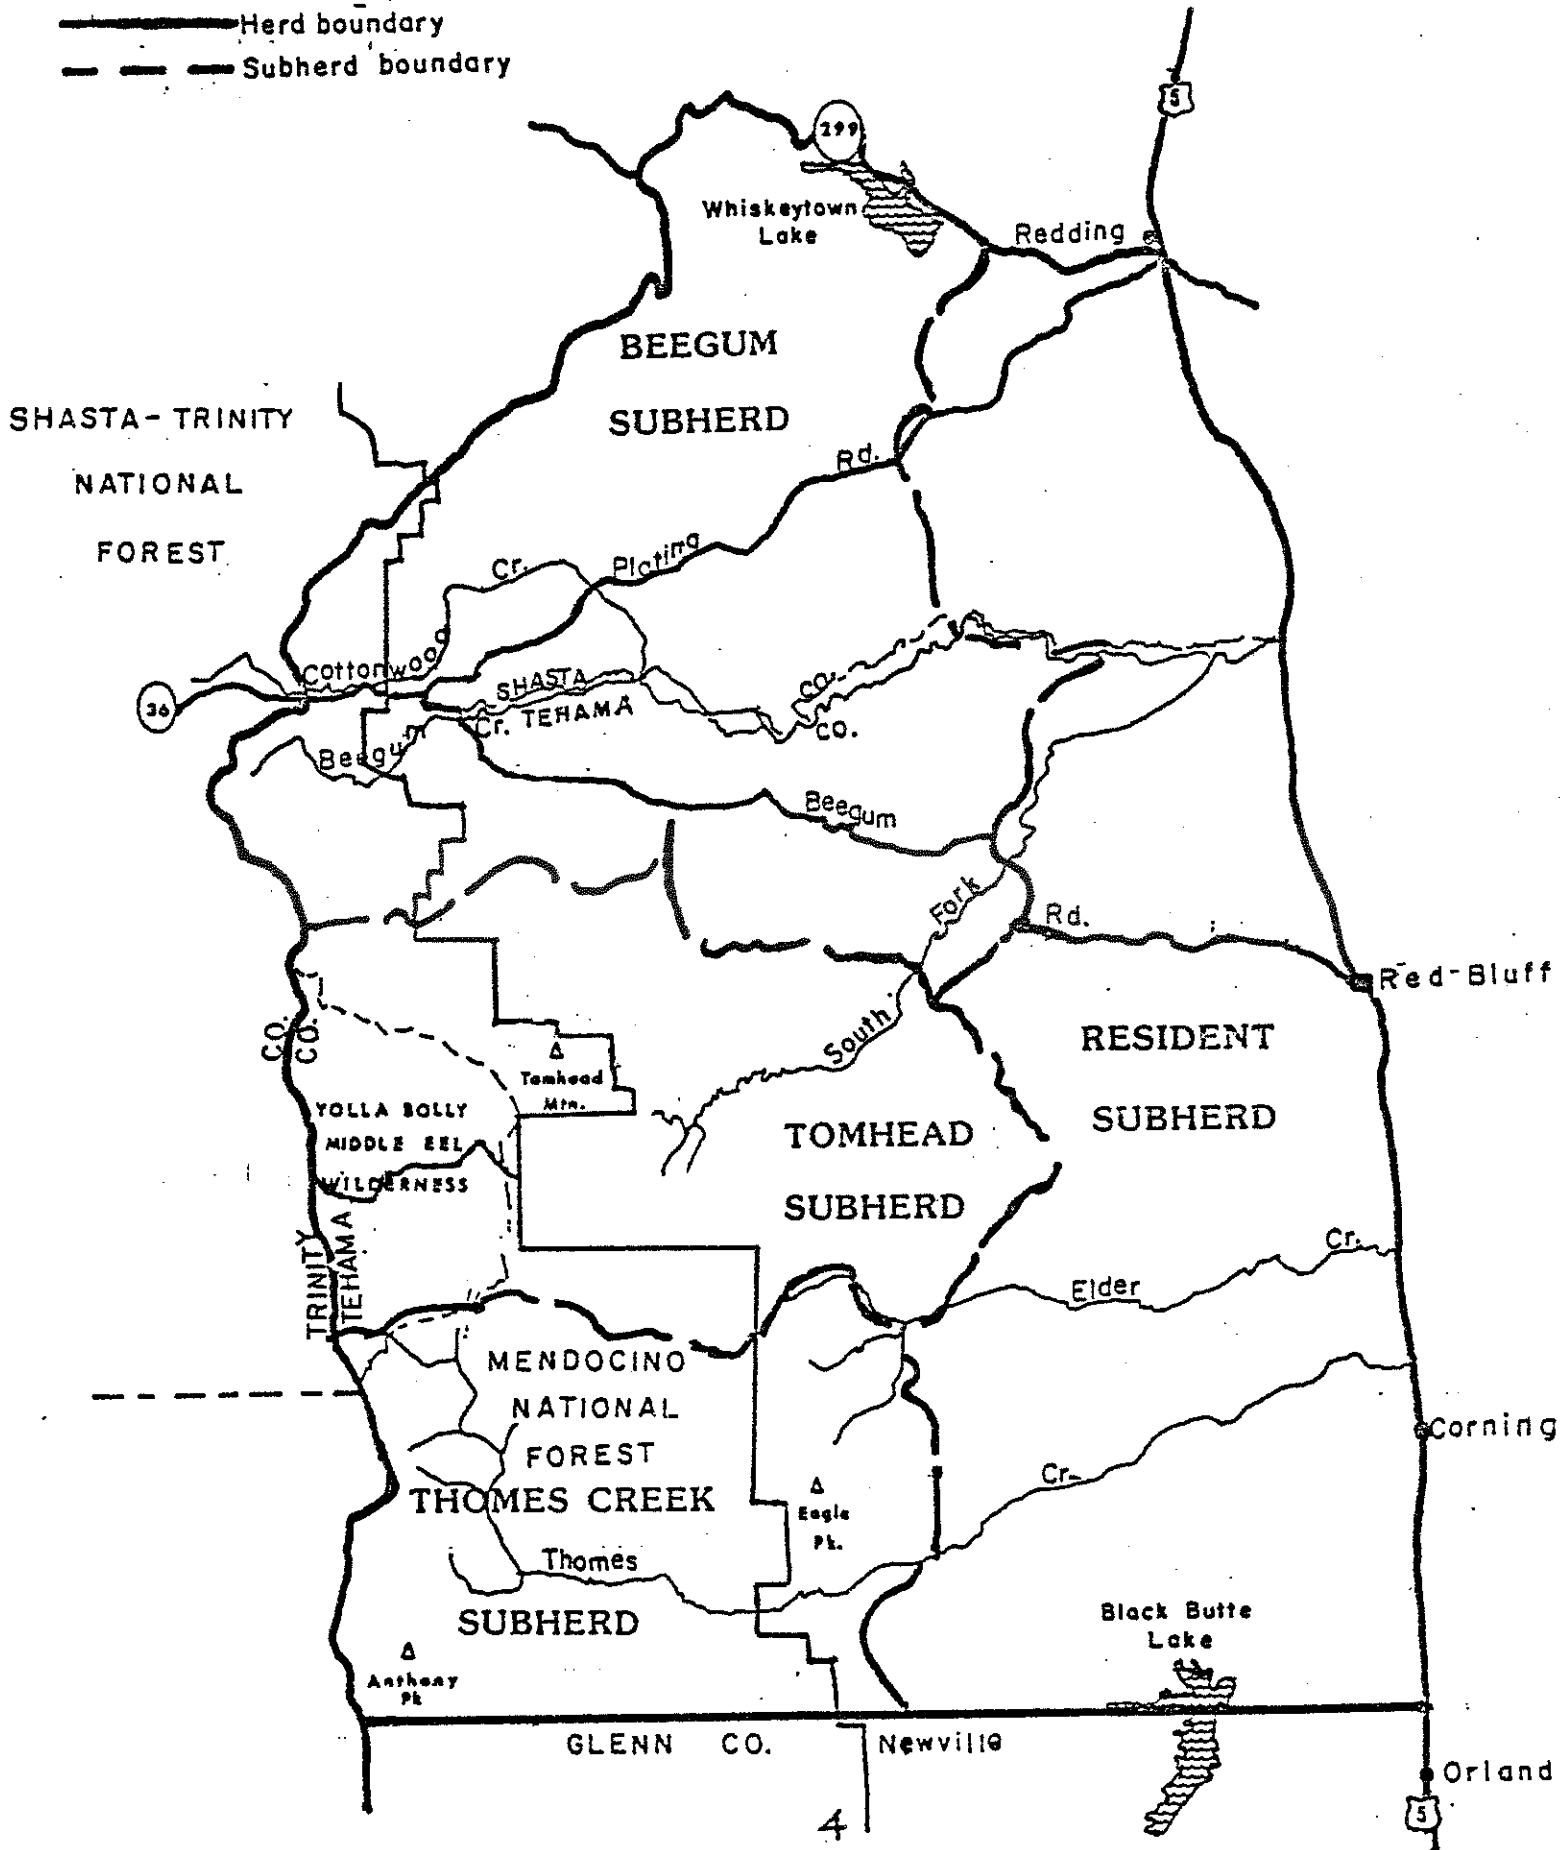 Herd boundary
Subherd boundary
5
299
Whiskeytown
Lake
Redding
BEEGUM
SUBHERD
SHASTA-TRINITY
NATIONAL
FOREST
Rd.
Platina
Cr.
Cottonwood
36
SHASTA
CO.
Cr. TEHAMA
CO.
Beegum
Beegum
Fork
Rd.
Red-Bluff
South
CO.
CO.
RESIDENT
SUBHERD
Tomhead
Mtn.
YOLLA BOLLY
MIDDLE EEL
WILDERNESS
TOMHEAD
SUBHERD
TRINITY
TEHAMA
Cr.
Elder
MENDOCINO
NATIONAL
FOREST
THOMES CREEK
SUBHERD
Corning
Cr.
Eagle
Pk.
Thomes
Black Butte
Lake
Anthony
Pk
GLENN CO.
Newville
Orland
5
4